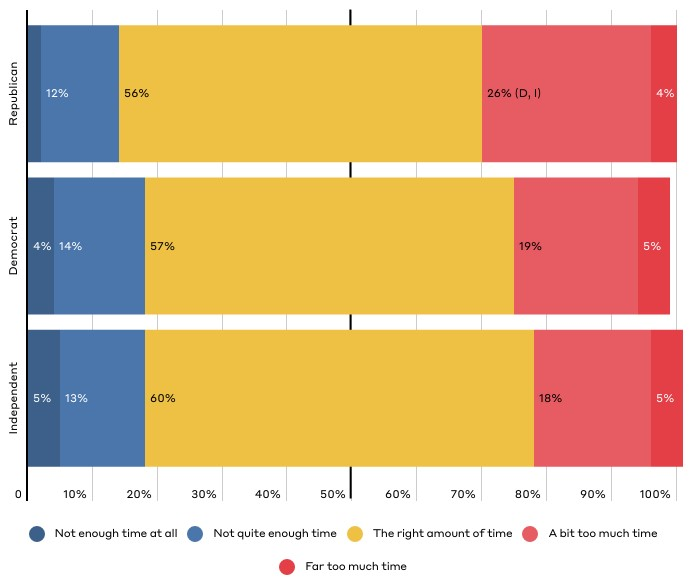 Republican
12%
56%
26% (D, I)
4%
Democrat
4%
14%
57%
19%
5%
Independent
5%
13%
60%
18%
5%
0
10%
20%
30%
40%
50%
60%
70%
80%
90%
100%
Not enough time at all
Not quite enough time
The right amount of time
A bit too much time
Far too much time